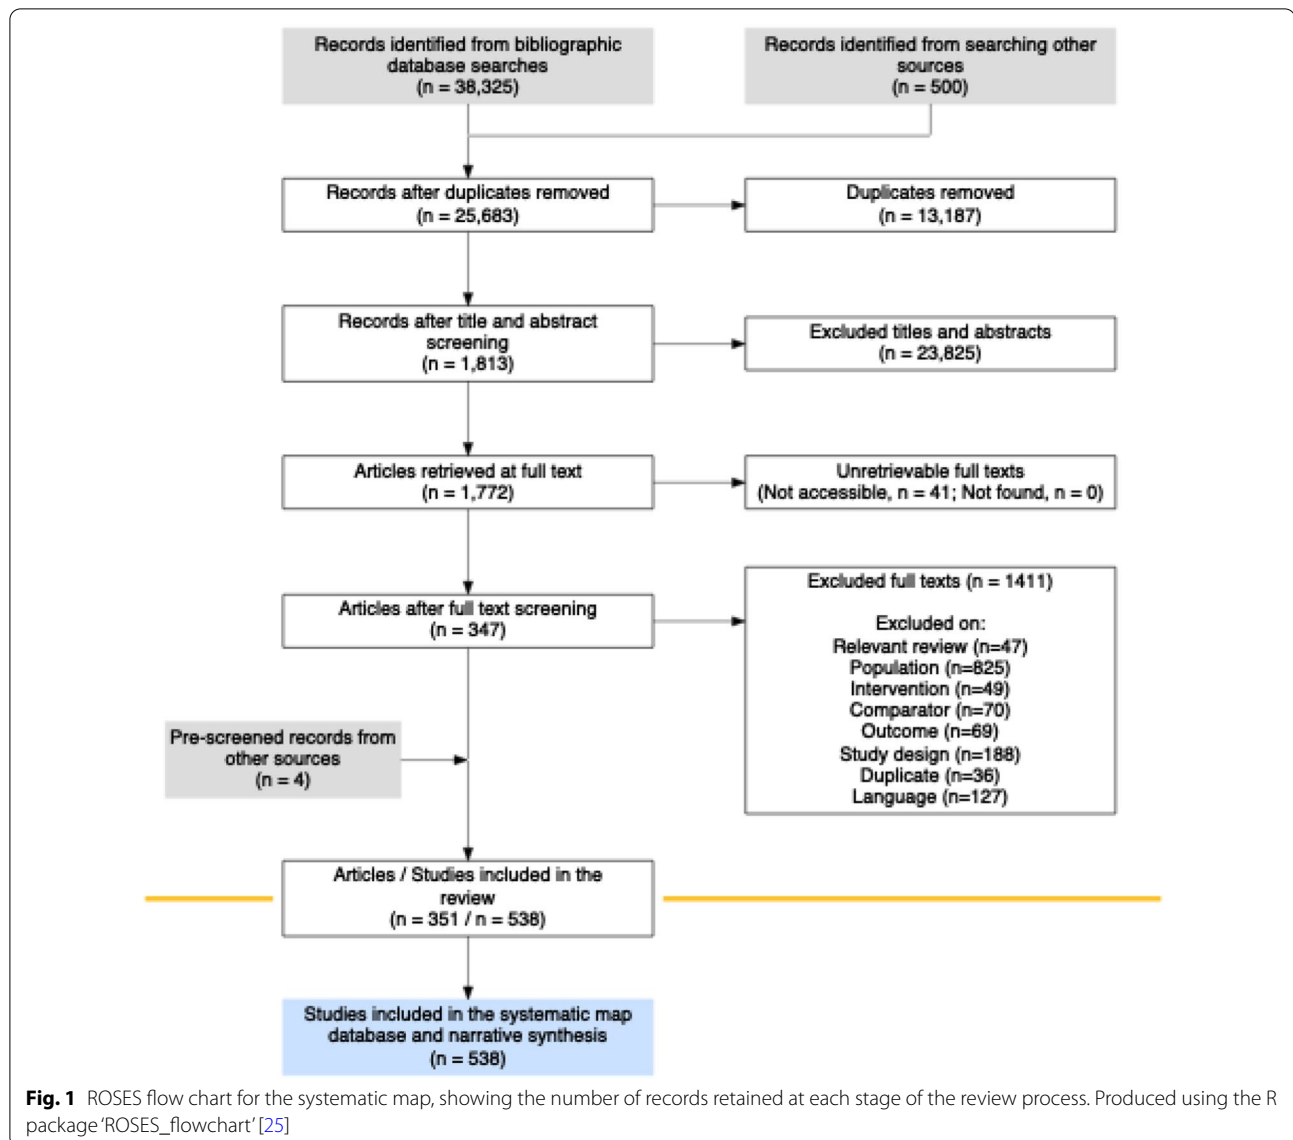 Records identified from bibliographic
database searches
(n = 38,325)
Records identified from searching other
sources
(n = 500)
Records after duplicates removed
(n = 25,683)
Duplicates removed
(n = 13,187)
Records after title and abstract
screening
(n = 1,813)
Excluded titles and abstracts
(n = 23,825)
Articles retrieved at full text
(n = 1,772)
Unretrievable full texts
(Not accessible, n = 41; Not found, n = 0)
Articles after full text screening
(n = 347)
Excluded full texts (n = 1411)
Excluded on:
Relevant review (n=47)
Population (n=825)
Intervention (n=49)
Comparator (n=70)
Outcome (n=69)
Study design (n=188)
Duplicate (n=36)
Language (n=127)
Pre-screened records from
other sources
(n = 4)
Articles / Studies included in the
review
(n = 351 / n = 538)
Studies included in the systematic map
database and narrative synthesis
(n = 538)
Fig. 1 ROSES flow chart for the systematic map, showing the number of records retained at each stage of the review process. Produced using the R
package ‘ROSES_flowchart’ [25]